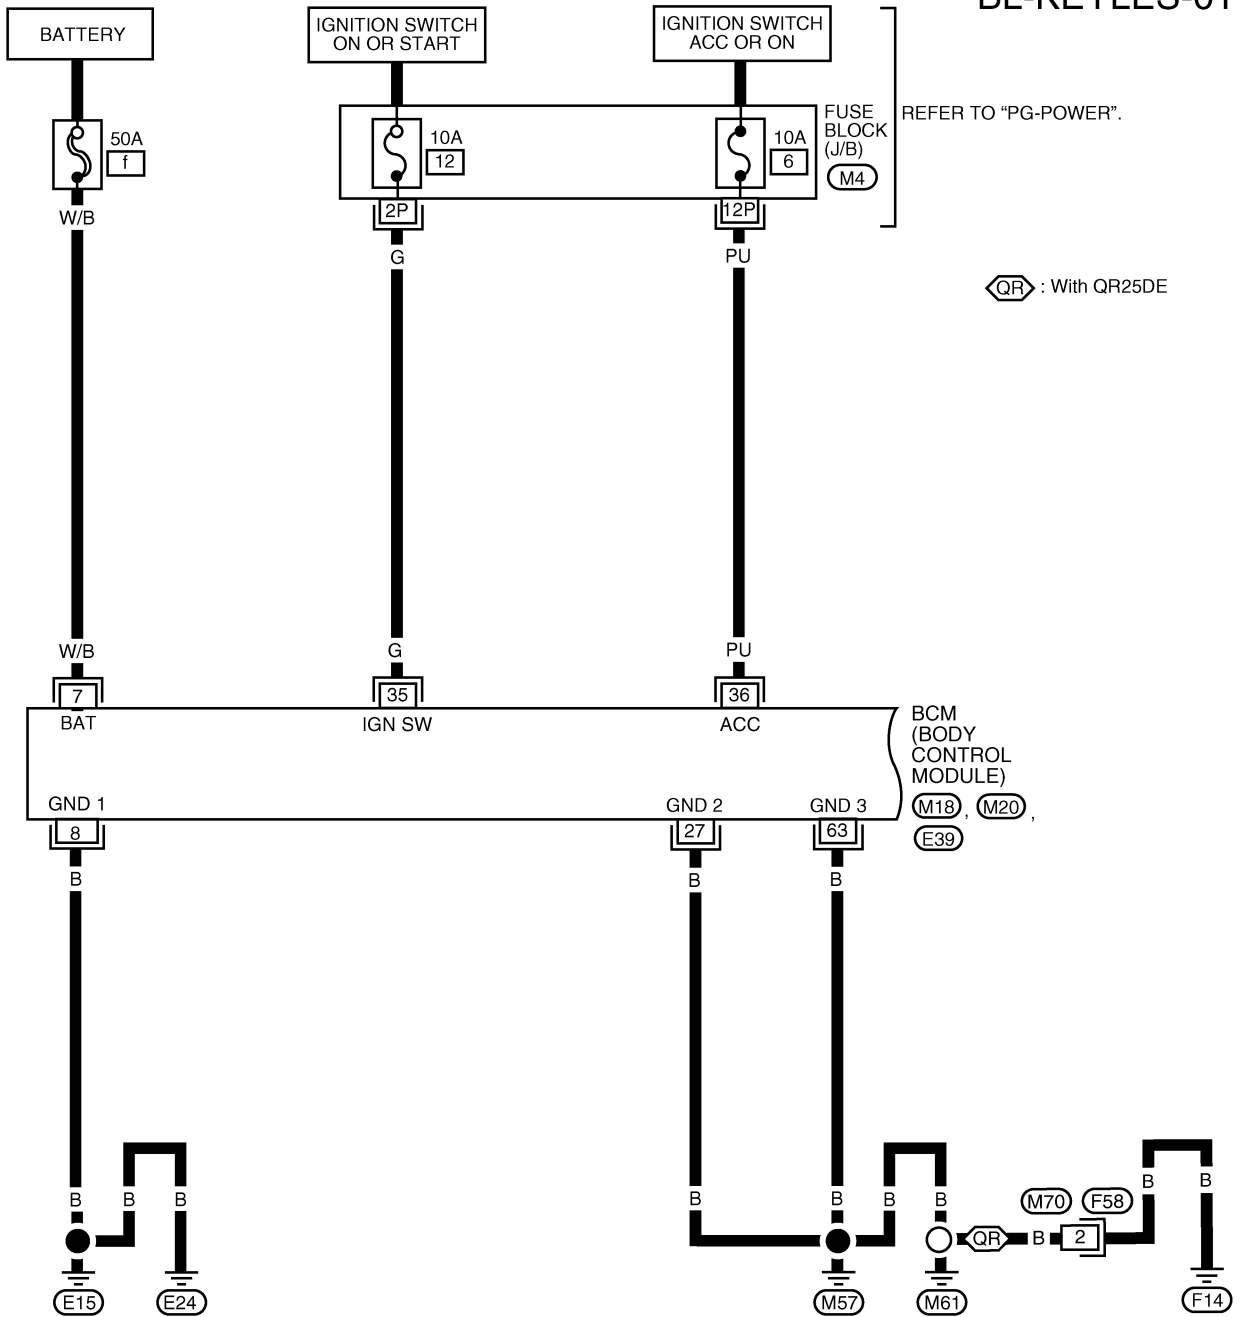 BL-KEYLES-01
BATTERY
IGNITION SWITCH
ON OR START
IGNITION SWITCH
ACC OR ON
50A
f
10A
12
10A
6
FUSE
BLOCK
(J/B)
M4
REFER TO “PG-POWER”.
2P
12P
W/B
G
PU
QR : With QR25DE
W/B
G
PU
7
35
36
BAT
IGN SW
ACC
BCM
(BODY
CONTROL
MODULE)
M18 , M20 ,
E39
GND 1
GND 2
GND 3
8
27
63
B
B
B
B
B
B
B
B
B
B
B
B
M70
F58
QR
B
2
E15
E24
M57
M61
F14